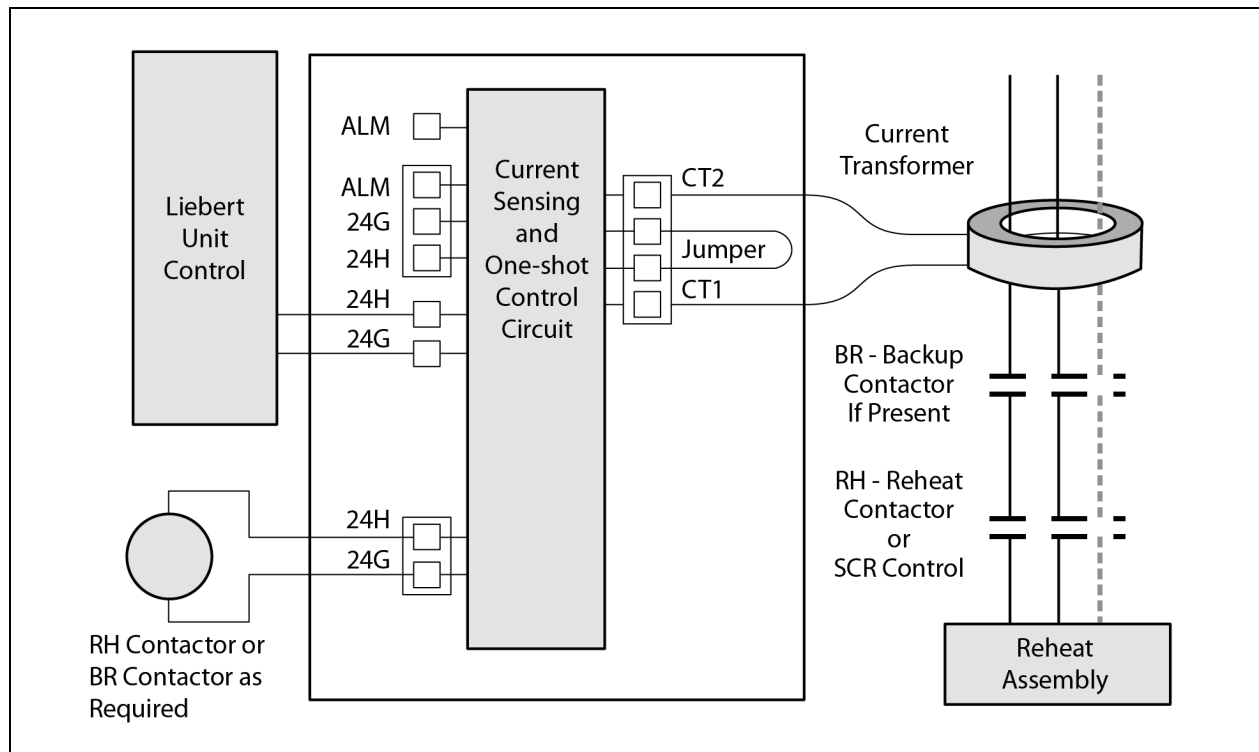 Liebert
Unit
Control
ALM
ALM
24G
24H
24H
24G
24H
24G
RH Contactor or
BR Contactor as
Required
Current
Sensing
and
One-shot
Control
Circuit
CT2
Jumper
CT1
Current
Transformer
BR - Backup
Contactor
If Present
RH - Reheat
Contactor
or
SCR Control
Reheat
Assembly